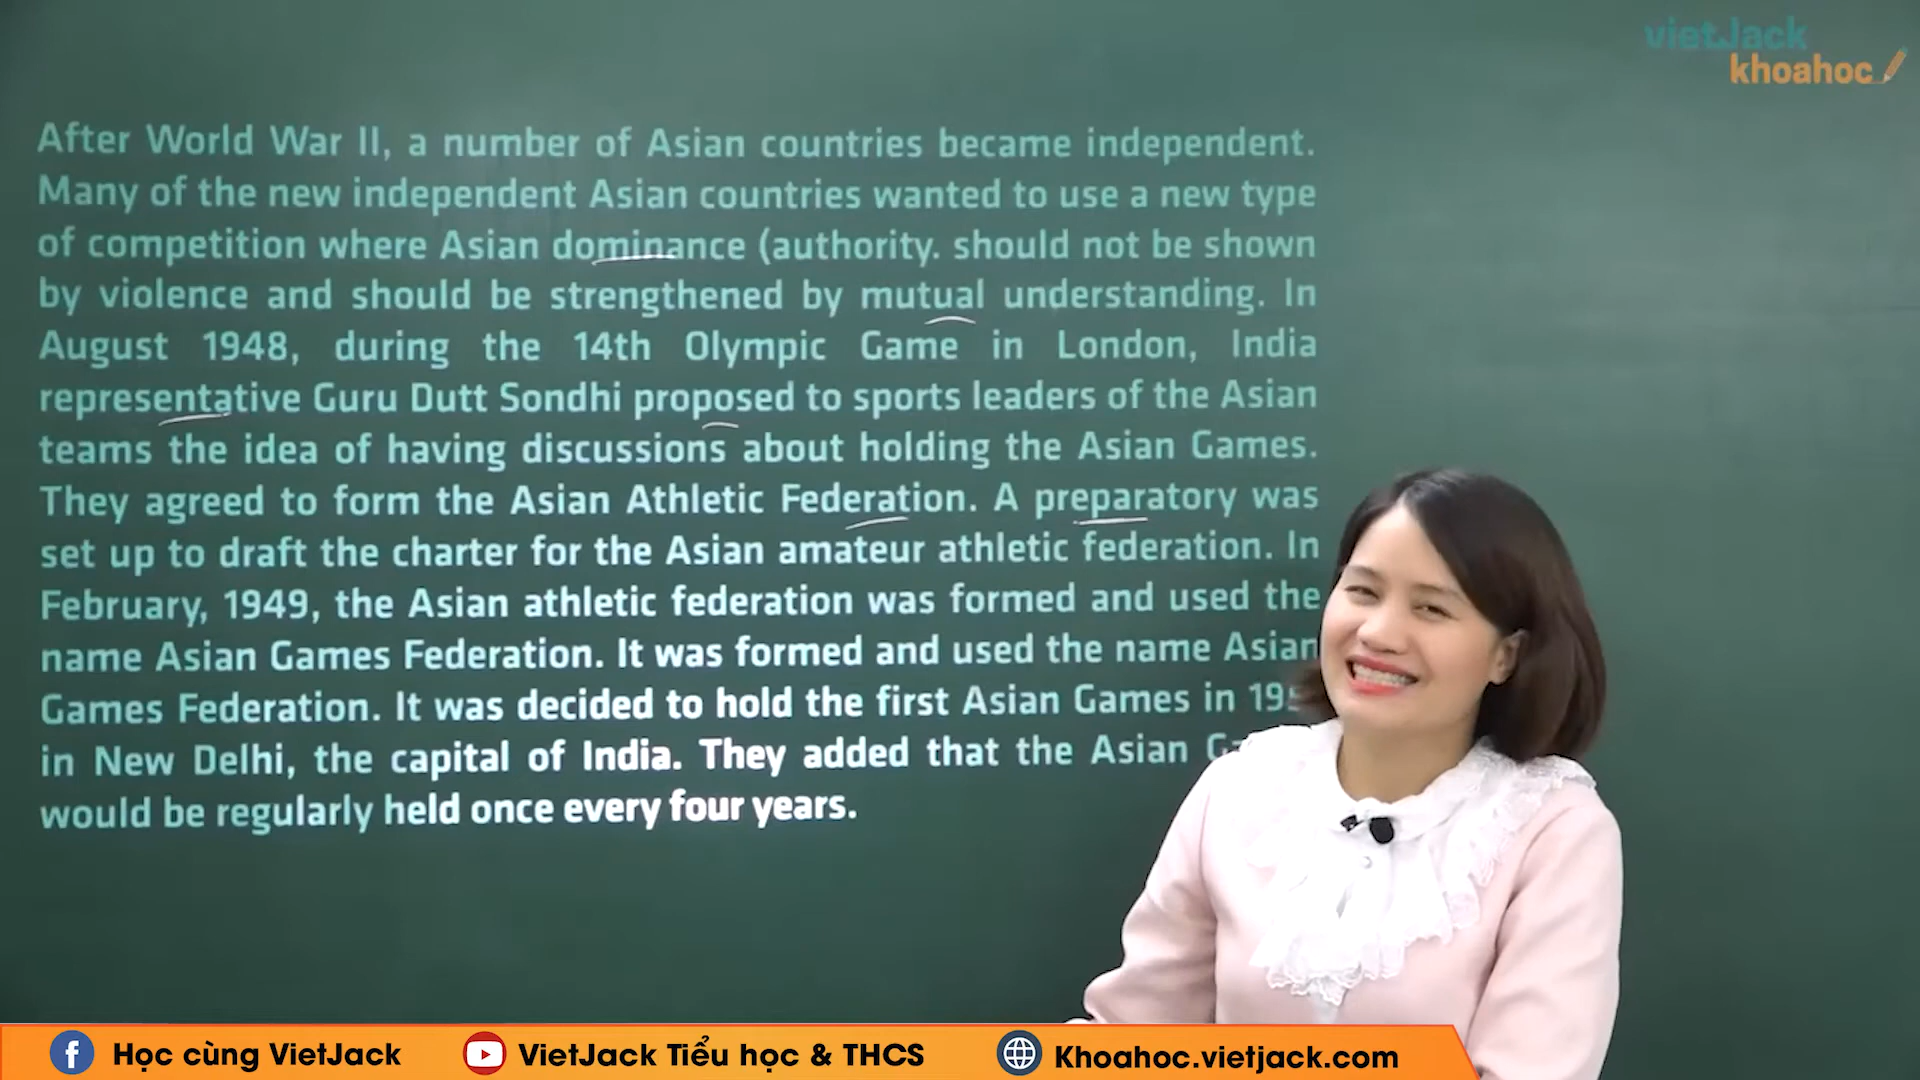 vietJack
khoahoc
After World War II, a number of Asian countries became independent.
Many of the new independent Asian countries wanted to use a new type
of competition where Asian dominance (authority. should not be shown
by violence and should be strengthened by mutual understanding. In
August 1948, during the 14th Olympic Game in London, India
representative Guru Dutt Sondhi proposed to sports leaders of the Asian
teams the idea of having discussions about holding the Asian Games.
They agreed to form the Asian Athletic Federation. A preparatory was
set up to draft the charter for the Asian amateur athletic federation. In
February, 1949, the Asian athletic federation was formed and used the
name Asian Games Federation. It was formed and used the name Asian
Games Federation. It was decided to hold the first Asian Games in
in New Delhi, the capital of India. They added that the Asian
would be regularly held once every four years.
Học cùng VietJack
VietJack Tiểu học & THCS
Khoahoc.vietjack.com